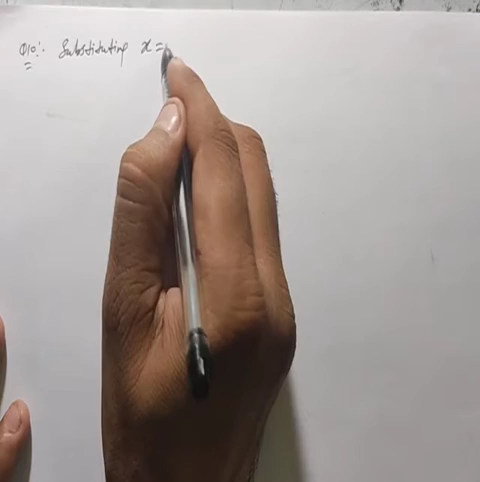 Q10:. Substituting x =